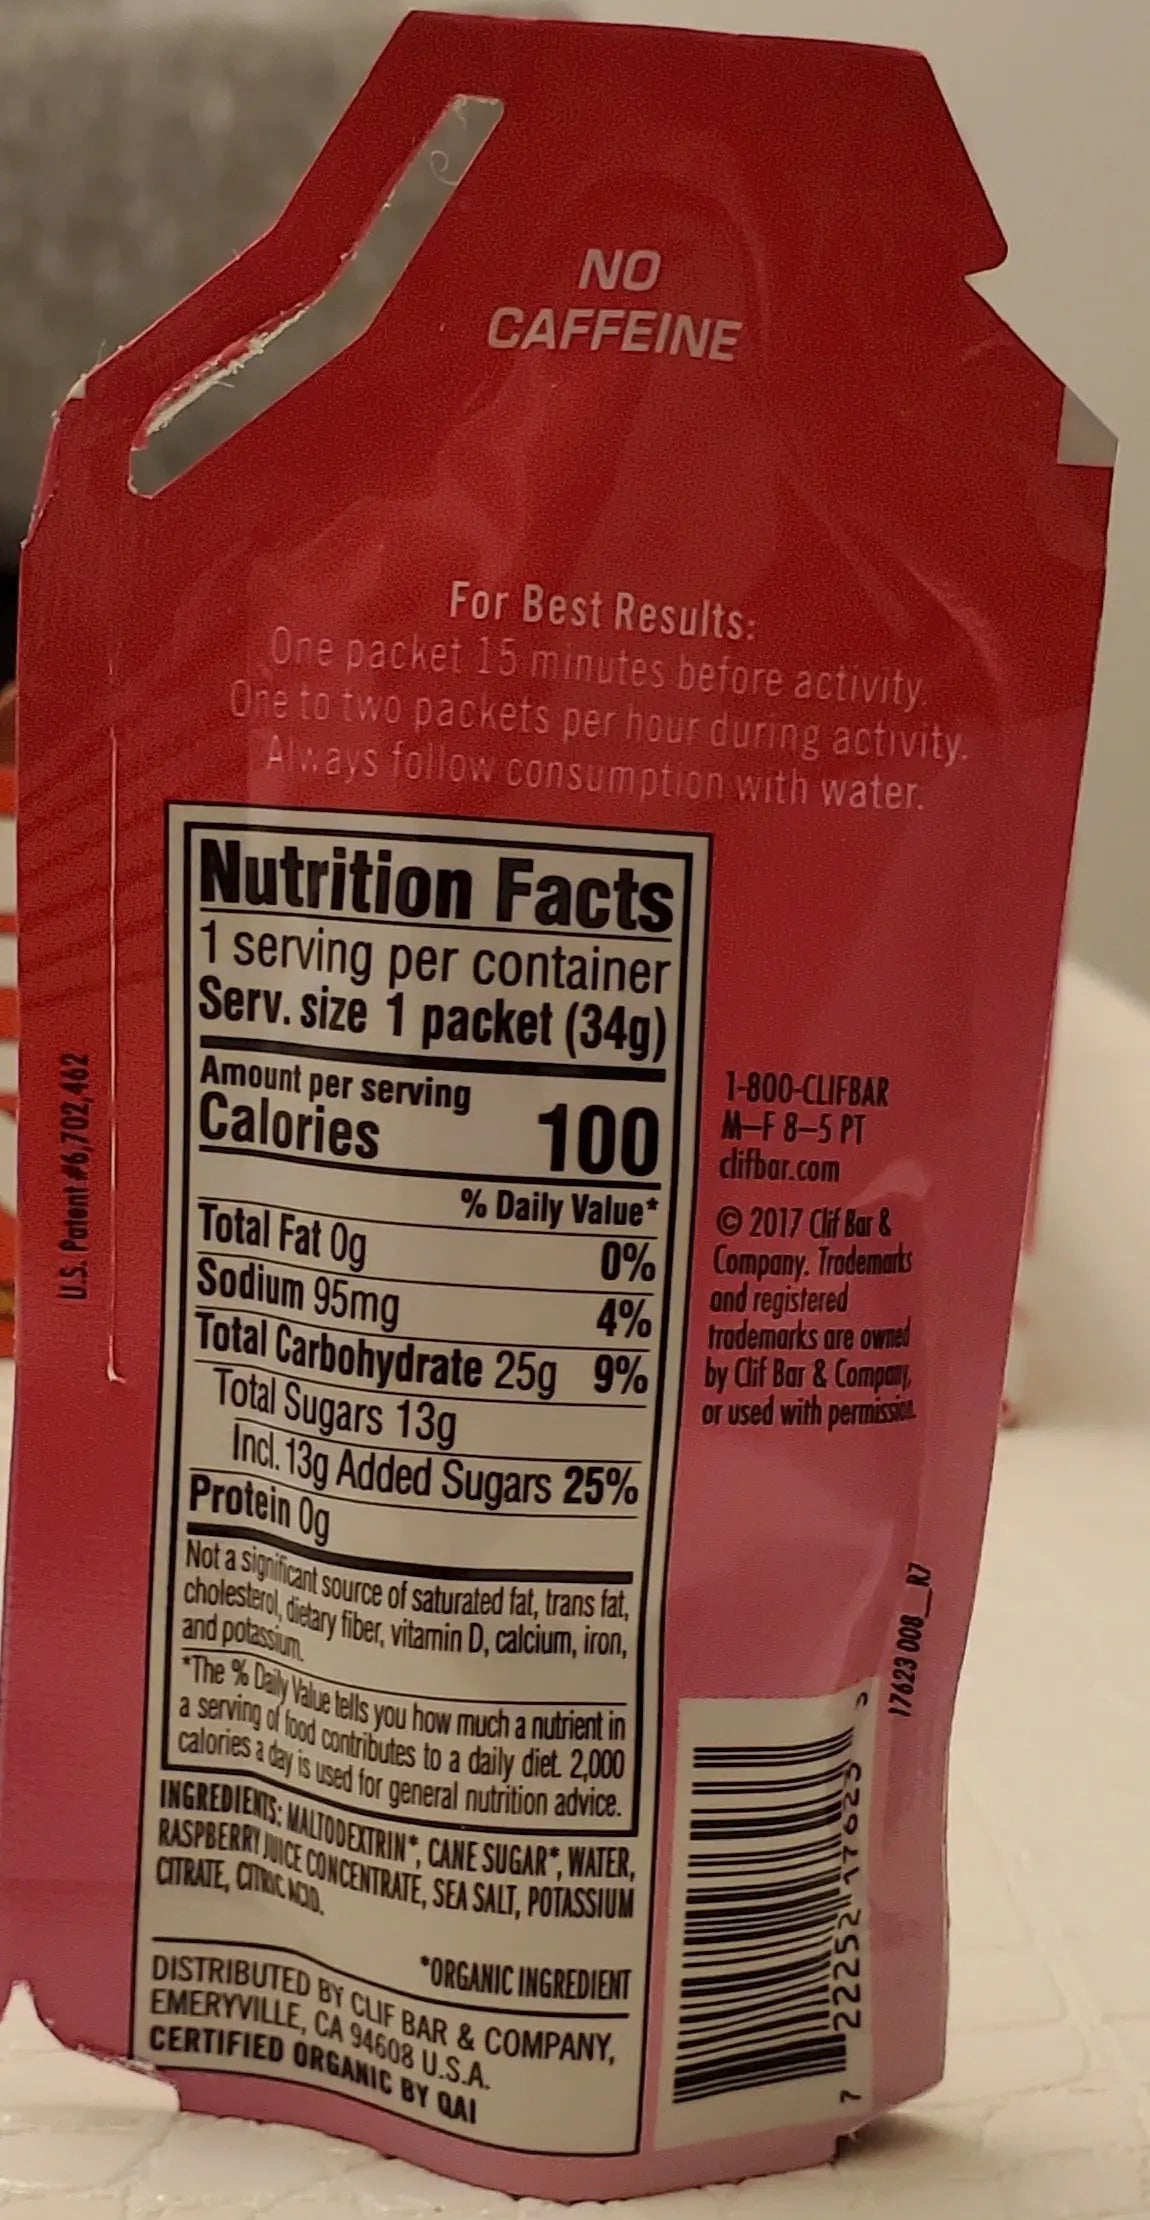 NO
CAFFEINE
For Best Results:
One packet 15 minutes before activity.
One to two packets per hour during activity.
Always follow consumption with water.
Nutrition Facts
1 serving per container
Serv. size 1 packet (34g)
Amount per serving
Calories 100
% Daily Value*
Total Fat 0g 0%
Sodium 95mg 4%
Total Carbohydrate 25g 9%
Total Sugars 13g
Incl. 13g Added Sugars 25%
Protein 0g
Not a significant source of saturated fat, trans fat,
cholesterol, dietary fiber, vitamin D, calcium, iron,
and potassium.
*The % Daily Value tells you how much a nutrient in
a serving of food contributes to a daily diet. 2,000
calories a day is used for general nutrition advice.
INGREDIENTS: MALTODEXTRIN*, CANE SUGAR*, WATER,
RASPBERRY JUICE CONCENTRATE, SEA SALT, POTASSIUM
CITRATE, CITRIC ACID.
*ORGANIC INGREDIENT
DISTRIBUTED BY CLIF BAR & COMPANY,
EMERYVILLE, CA 94608 U.S.A.
CERTIFIED ORGANIC BY QAI
U.S. Patent #6,702,462
1-800-CLIFBAR
M–F 8–5 PT
clifbar.com
© 2017 Clif Bar &
Company. Trademarks
and registered
trademarks are owned
by Clif Bar & Company,
or used with permission.
17623 008__R7
7 22252 17623 3